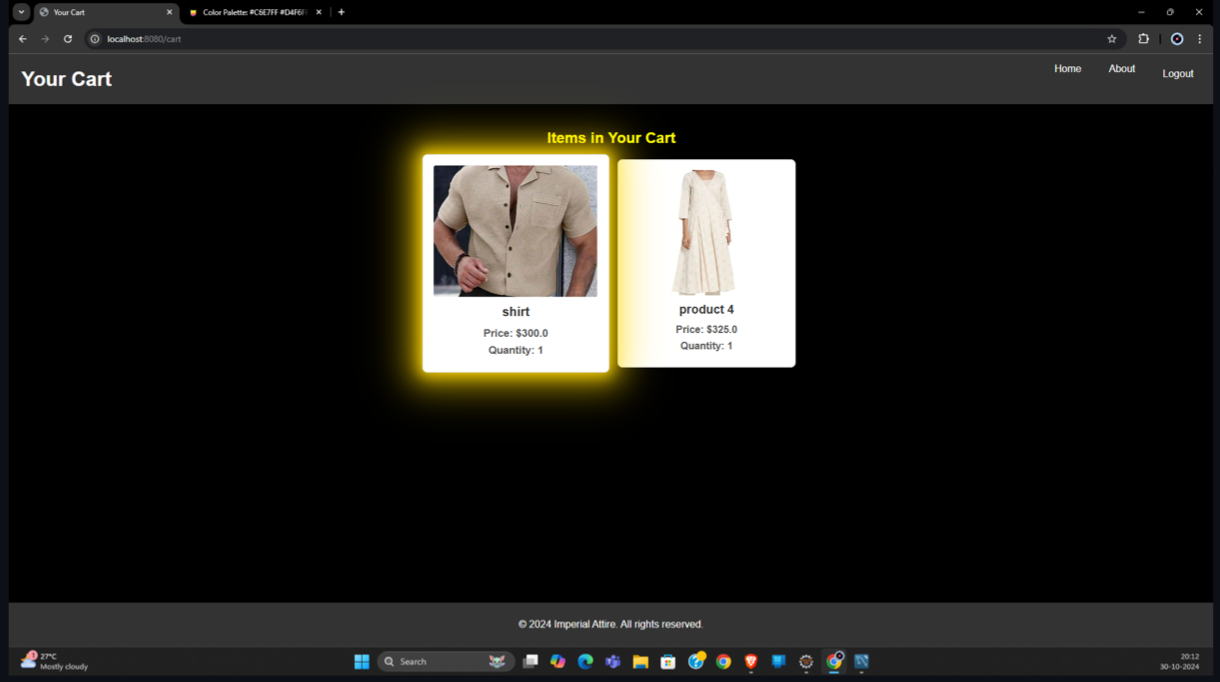 Your Cart
Color Palette: #C6E7FF #D4F6F
localhost:8080/cart
Your Cart
Home
About
Logout
Items in Your Cart
shirt
Price: $300.0
Quantity: 1
product 4
Price: $325.0
Quantity: 1
© 2024 Imperial Attire. All rights reserved.
1
27°C
Mostly cloudy
Search
20:12
30-10-2024